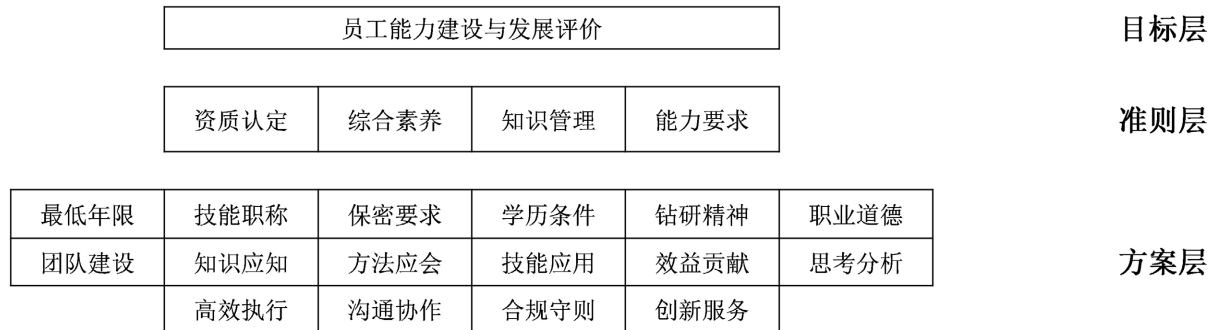 员工能力建设与发展评价 目标层
资质认定 综合素养 知识管理 能力要求 准则层
最低年限 技能职称 保密要求 学历条件 钻研精神 职业道德
团队建设 知识应知 方法应会 技能应用 效益贡献 思考分析 方案层
高效执行 沟通协作 合规守则 创新服务